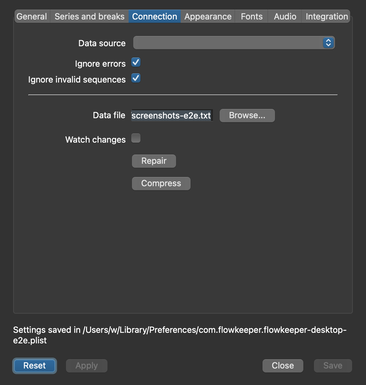 General Series and breaks Connection Appearance Fonts Audio Integration
Data source
Ignore errors
Ignore invalid sequences
Data file screenshots-e2e.txt Browse...
Watch changes
Repair
Compress
Settings saved in /Users/w/Library/Preferences/com.flowkeeper.flowkeeper-desktop-
e2e.plist
Reset Apply Close Save